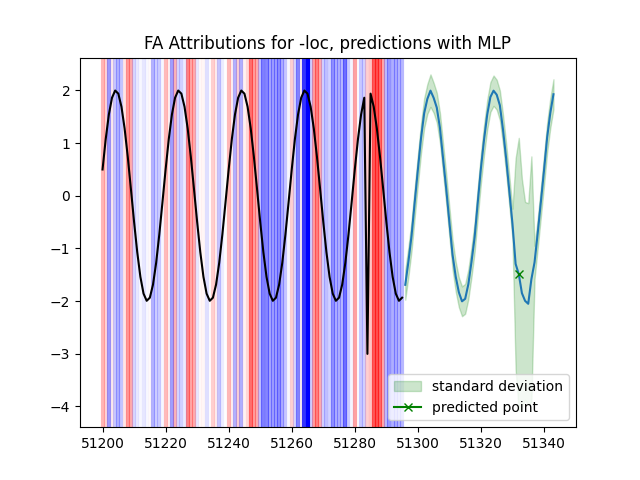 FA Attributions for -loc, predictions with MLP
2
1
0
−1
−2
−3
−4
standard deviation
predicted point
51200 51220 51240 51260 51280 51300 51320 51340